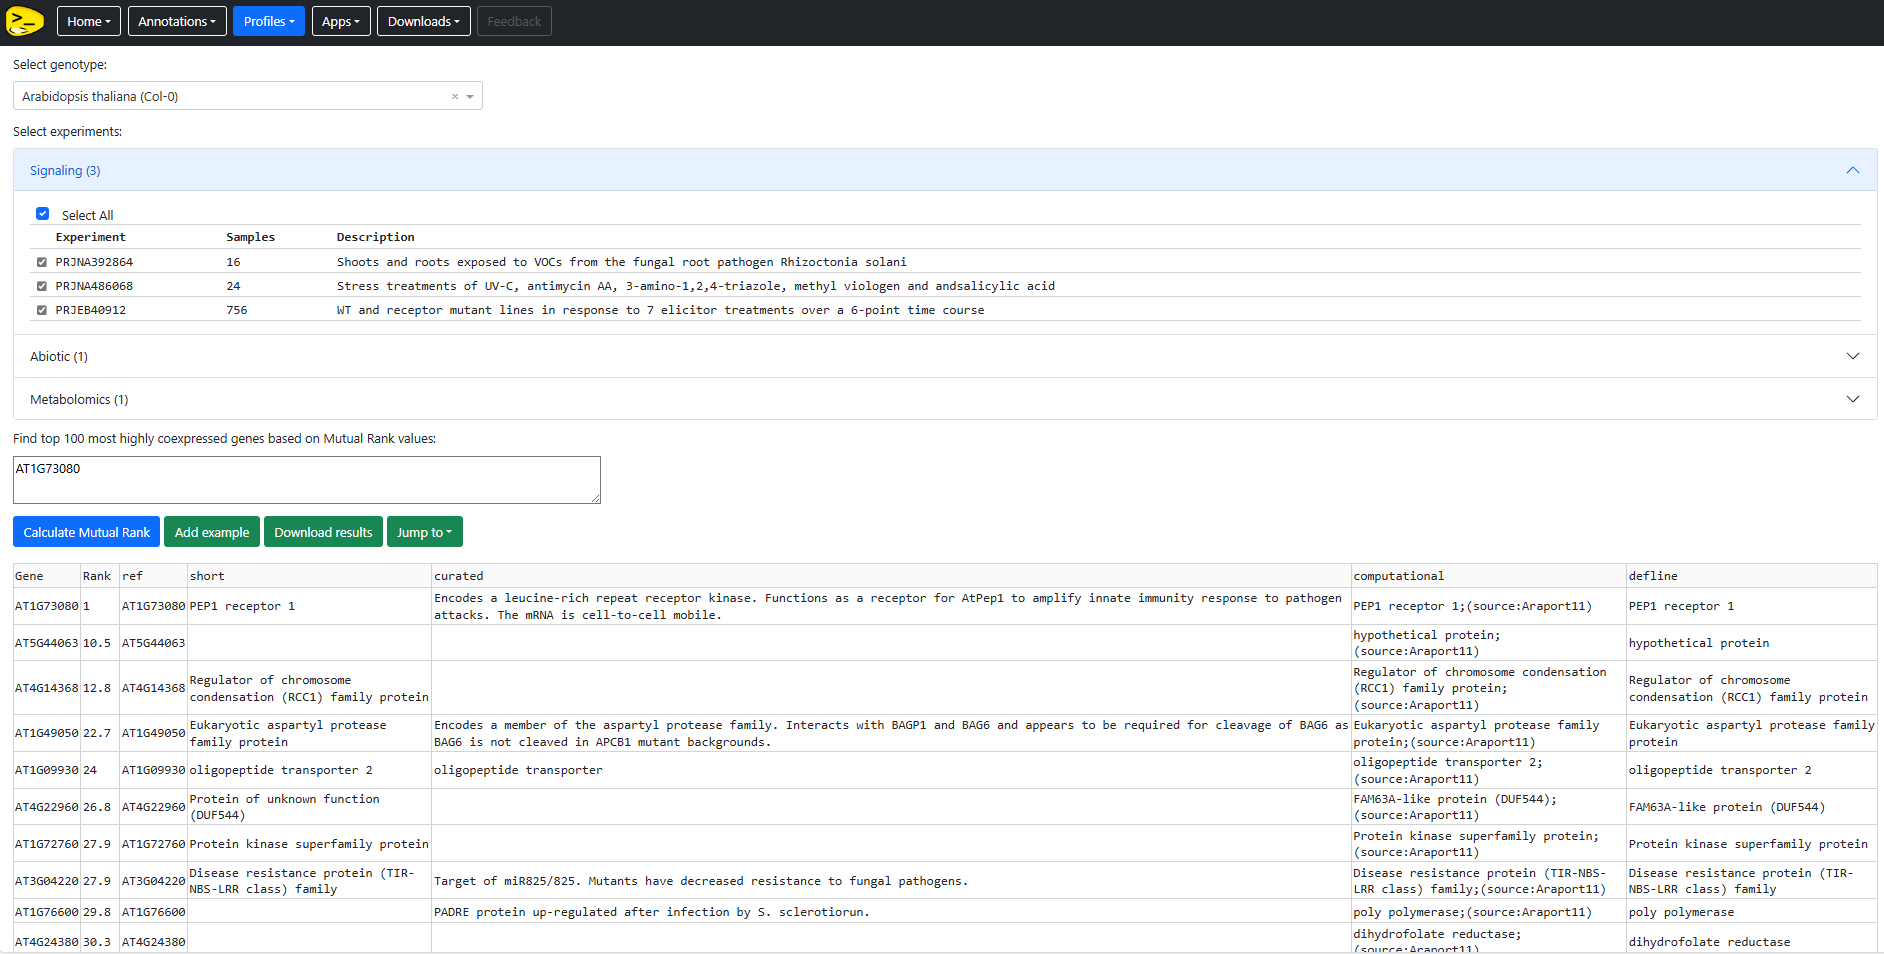 Home Annotations Profiles Apps Downloads Feedback
Select genotype:
Arabidopsis thaliana (Col-0) ×
Select experiments:
Signaling (3)
Select All
Experiment Samples Description
PRJNA392864 16 Shoots and roots exposed to VOCs from the fungal root pathogen Rhizoctonia solani
PRJNA486068 24 Stress treatments of UV-C, antimycin AA, 3-amino-1,2,4-triazole, methyl viologen and andsalicylic acid
PRJEB40912 756 WT and receptor mutant lines in response to 7 elicitor treatments over a 6-point time course
Abiotic (1)
Metabolomics (1)
Find top 100 most highly coexpressed genes based on Mutual Rank values:
AT1G73080
Calculate Mutual Rank Add example Download results Jump to
Gene Rank ref short curated computational defline
AT1G73080 1 AT1G73080 PEP1 receptor 1 Encodes a leucine-rich repeat receptor kinase. Functions as a receptor for AtPep1 to amplify innate immunity response to pathogen
attacks. The mRNA is cell-to-cell mobile. PEP1 receptor 1;(source:Araport11) PEP1 receptor 1
AT5G44063 10.5 AT5G44063 hypothetical protein;
(source:Araport11) hypothetical protein
AT4G14368 12.8 AT4G14368 Regulator of chromosome
condensation (RCC1) family protein Regulator of chromosome condensation
(RCC1) family protein;
(source:Araport11) Regulator of chromosome
condensation (RCC1) family protein
AT1G49050 22.7 AT1G49050 Eukaryotic aspartyl protease
family protein Encodes a member of the aspartyl protease family. Interacts with BAGP1 and BAG6 and appears to be required for cleavage of BAG6 as
BAG6 is not cleaved in APCB1 mutant backgrounds. Eukaryotic aspartyl protease family
protein;(source:Araport11) Eukaryotic aspartyl protease family
protein
AT1G09930 24 AT1G09930 oligopeptide transporter 2 oligopeptide transporter oligopeptide transporter 2;
(source:Araport11) oligopeptide transporter 2
AT4G22960 26.8 AT4G22960 Protein of unknown function
(DUF544) FAM63A-like protein (DUF544);
(source:Araport11) FAM63A-like protein (DUF544)
AT1G72760 27.9 AT1G72760 Protein kinase superfamily protein Protein kinase superfamily protein;
(source:Araport11) Protein kinase superfamily protein
AT3G04220 27.9 AT3G04220 Disease resistance protein (TIR-
NBS-LRR class) family Target of miR825/825. Mutants have decreased resistance to fungal pathogens. Disease resistance protein (TIR-NBS-
LRR class) family;(source:Araport11) Disease resistance protein (TIR-
NBS-LRR class) family
AT1G76600 29.8 AT1G76600 PADRE protein up-regulated after infection by S. sclerotiorun. poly polymerase;(source:Araport11) poly polymerase
AT4G24380 30.3 AT4G24380 dihydrofolate reductase;
(source:Araport11) dihydrofolate reductase